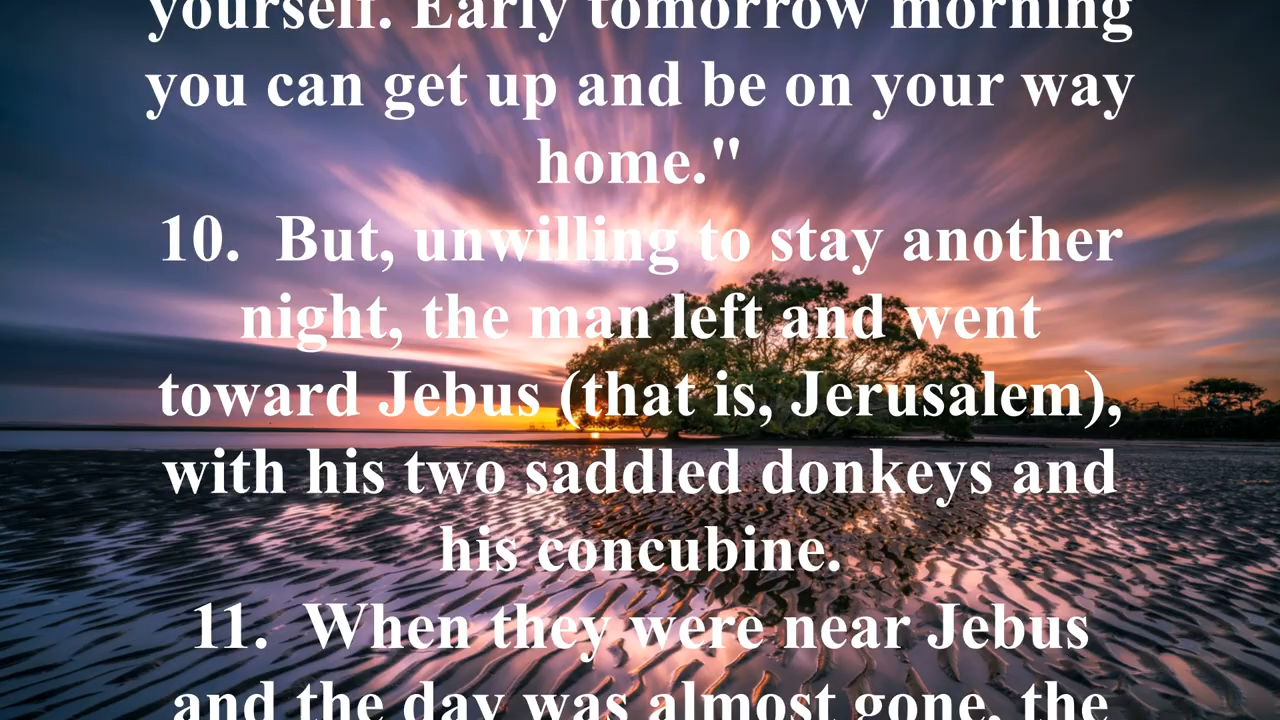 yourself. Early tomorrow morning
you can get up and be on your way
home."
10.  But, unwilling to stay another
night, the man left and went
toward Jebus (that is, Jerusalem),
with his two saddled donkeys and
his concubine.
11.  When they were near Jebus
and the day was almost gone, the